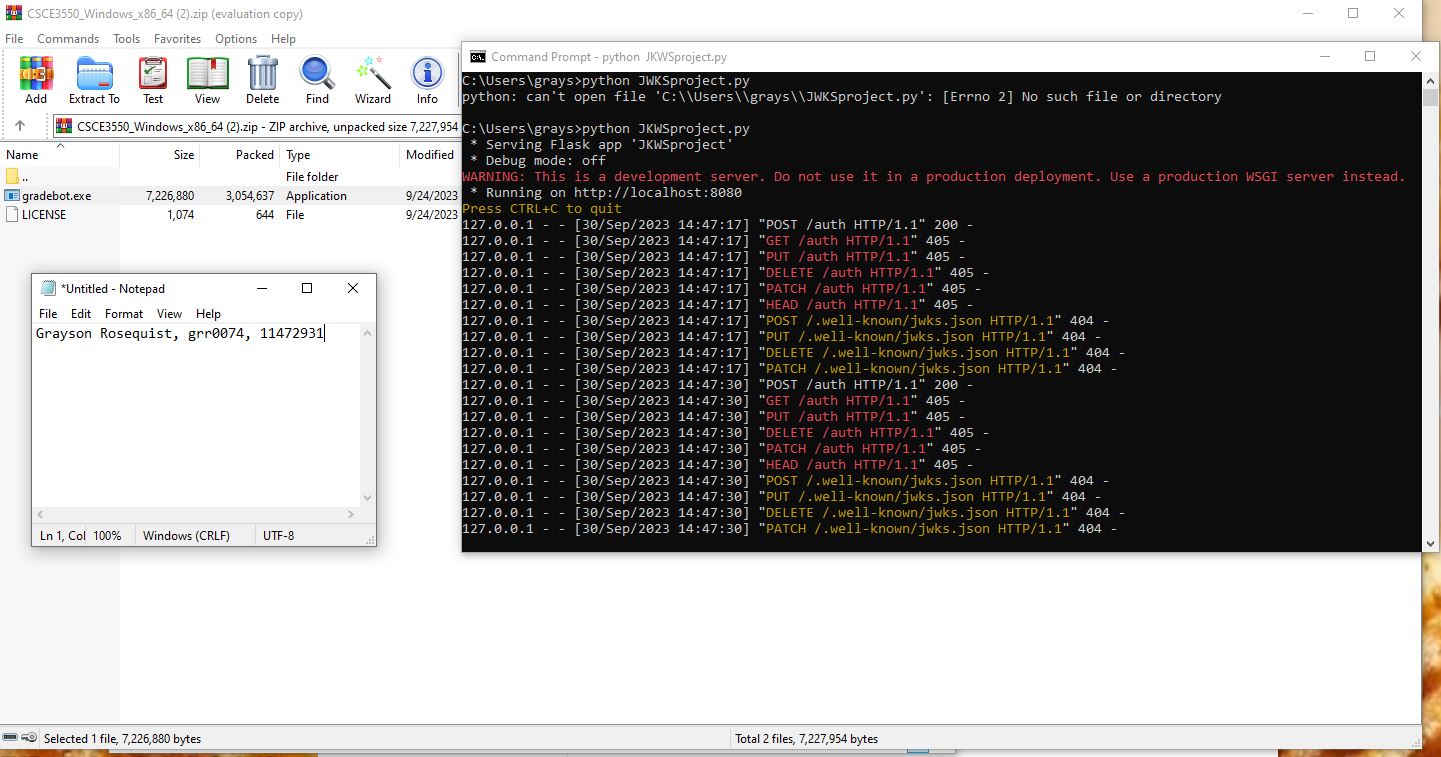 CSCE3550_Windows_x86_64 (2).zip (evaluation copy)
File Commands Tools Favorites Options Help
Add Extract To Test View Delete Find Wizard Info
CSCE3550_Windows_x86_64 (2).zip - ZIP archive, unpacked size 7,227,954
Name Size Packed Type Modified
.. File folder
gradebot.exe 7,226,880 3,054,637 Application 9/24/2023
LICENSE 1,074 644 File 9/24/2023
*Untitled - Notepad
File Edit Format View Help
Grayson Rosequist, grr0074, 11472931
Ln 1, Col 100% Windows (CRLF) UTF-8
Command Prompt - python JKWSproject.py
C:\Users\grays>python JWKSproject.py
python: can't open file 'C:\\Users\\grays\\JWKSproject.py': [Errno 2] No such file or directory
C:\Users\grays>python JKWSproject.py
* Serving Flask app 'JKWSproject'
* Debug mode: off
WARNING: This is a development server. Do not use it in a production deployment. Use a production WSGI server instead.
* Running on http://localhost:8080
Press CTRL+C to quit
127.0.0.1 - - [30/Sep/2023 14:47:17] "POST /auth HTTP/1.1" 200 -
127.0.0.1 - - [30/Sep/2023 14:47:17] "GET /auth HTTP/1.1" 405 -
127.0.0.1 - - [30/Sep/2023 14:47:17] "PUT /auth HTTP/1.1" 405 -
127.0.0.1 - - [30/Sep/2023 14:47:17] "DELETE /auth HTTP/1.1" 405 -
127.0.0.1 - - [30/Sep/2023 14:47:17] "PATCH /auth HTTP/1.1" 405 -
127.0.0.1 - - [30/Sep/2023 14:47:17] "HEAD /auth HTTP/1.1" 405 -
127.0.0.1 - - [30/Sep/2023 14:47:17] "POST /.well-known/jwks.json HTTP/1.1" 404 -
127.0.0.1 - - [30/Sep/2023 14:47:17] "PUT /.well-known/jwks.json HTTP/1.1" 404 -
127.0.0.1 - - [30/Sep/2023 14:47:17] "DELETE /.well-known/jwks.json HTTP/1.1" 404 -
127.0.0.1 - - [30/Sep/2023 14:47:17] "PATCH /.well-known/jwks.json HTTP/1.1" 404 -
127.0.0.1 - - [30/Sep/2023 14:47:30] "POST /auth HTTP/1.1" 200 -
127.0.0.1 - - [30/Sep/2023 14:47:30] "GET /auth HTTP/1.1" 405 -
127.0.0.1 - - [30/Sep/2023 14:47:30] "PUT /auth HTTP/1.1" 405 -
127.0.0.1 - - [30/Sep/2023 14:47:30] "DELETE /auth HTTP/1.1" 405 -
127.0.0.1 - - [30/Sep/2023 14:47:30] "PATCH /auth HTTP/1.1" 405 -
127.0.0.1 - - [30/Sep/2023 14:47:30] "HEAD /auth HTTP/1.1" 405 -
127.0.0.1 - - [30/Sep/2023 14:47:30] "POST /.well-known/jwks.json HTTP/1.1" 404 -
127.0.0.1 - - [30/Sep/2023 14:47:30] "PUT /.well-known/jwks.json HTTP/1.1" 404 -
127.0.0.1 - - [30/Sep/2023 14:47:30] "DELETE /.well-known/jwks.json HTTP/1.1" 404 -
127.0.0.1 - - [30/Sep/2023 14:47:30] "PATCH /.well-known/jwks.json HTTP/1.1" 404 -
Selected 1 file, 7,226,880 bytes Total 2 files, 7,227,954 bytes